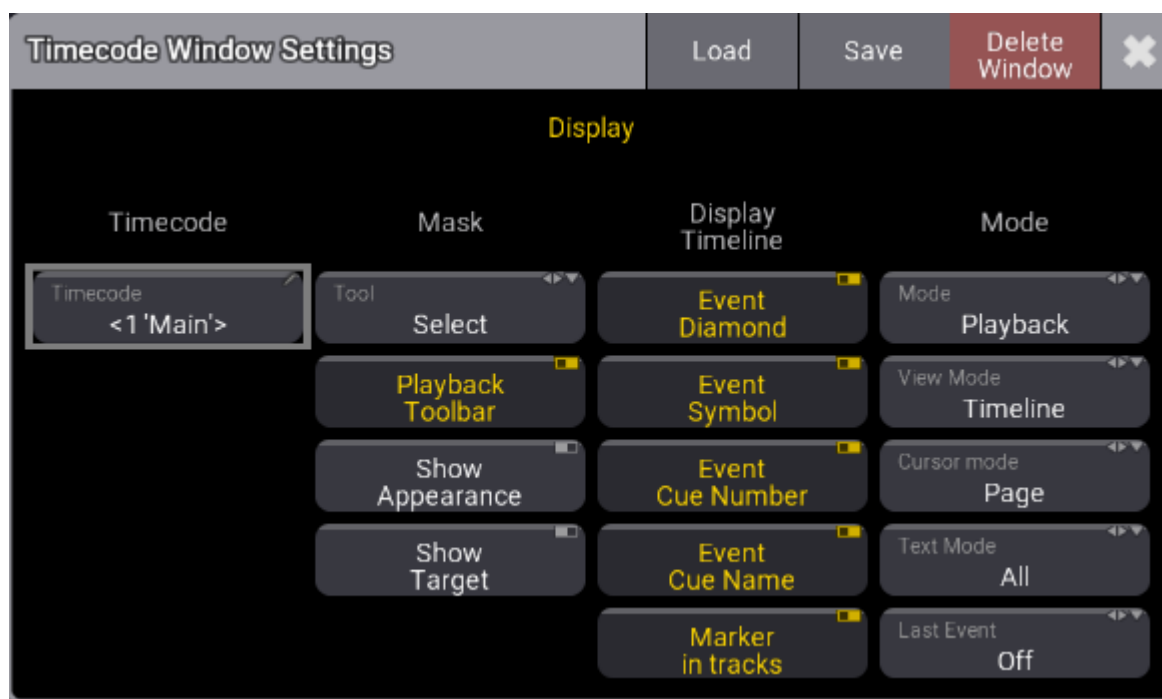 Timecode Window Settings
Load
Save
Delete
Window
Display
Timecode
Mask
Display
Timeline
Mode
Timecode
<1 'Main'>
Tool
Select
Event
Diamond
Mode
Playback
Playback
Toolbar
Event
Symbol
View Mode
Timeline
Show
Appearance
Event
Cue Number
Cursor mode
Page
Show
Target
Event
Cue Name
Text Mode
All
Marker
in tracks
Last Event
Off